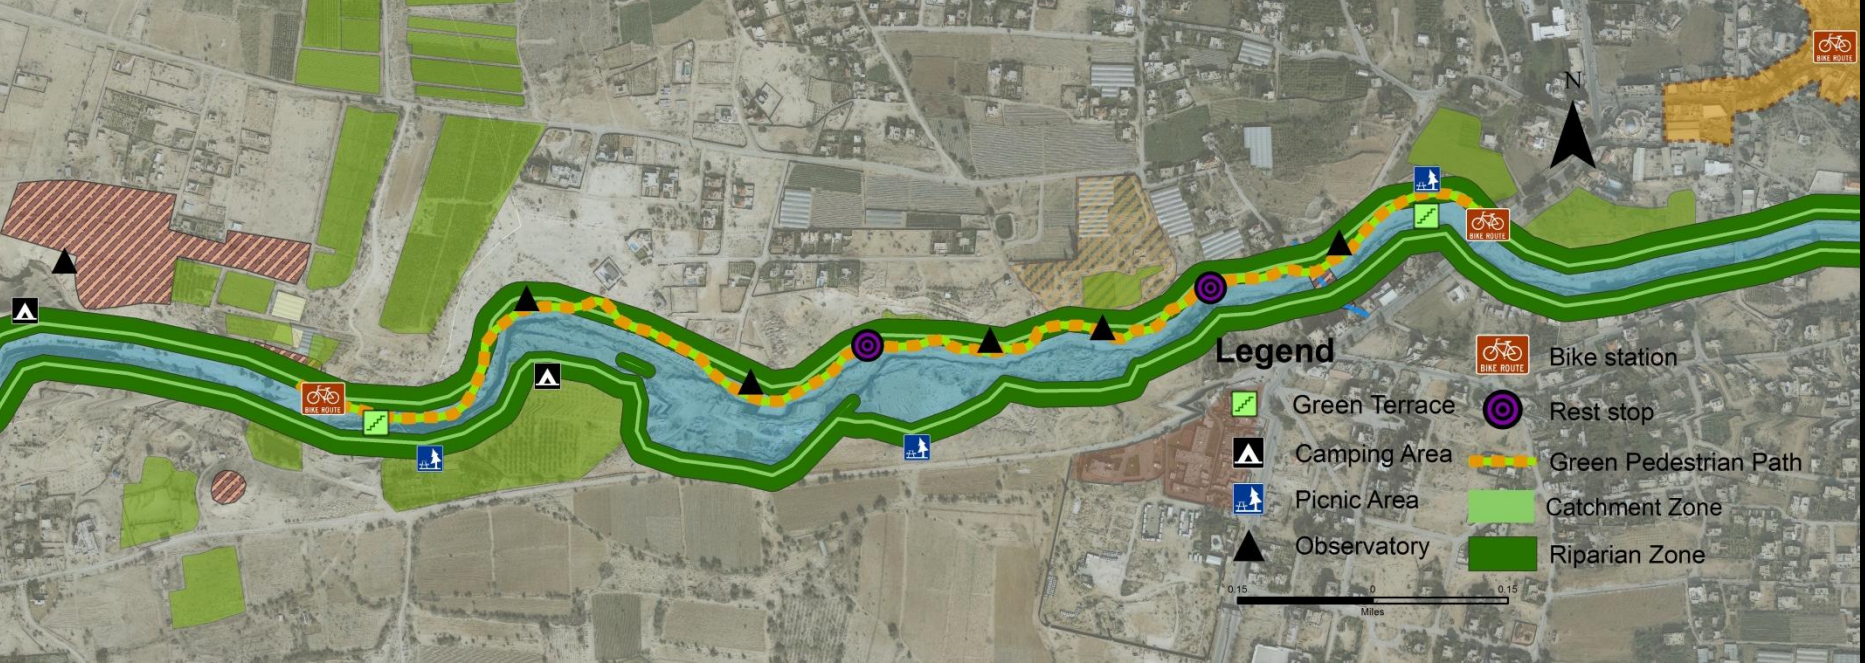 BIKE ROUTE
N
BIKE ROUTE
BIKE ROUTE
Legend
BIKE ROUTE
Bike station
Green Terrace
Rest stop
Camping Area
Green Pedestrian Path
Picnic Area
Catchment Zone
Observatory
Riparian Zone
0.15 0 0.15
Miles